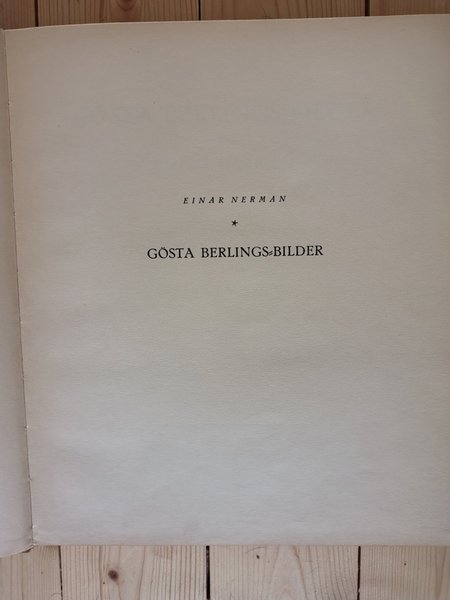 EINAR NERMAN
*
GÖSTA BERLINGS-BILDER